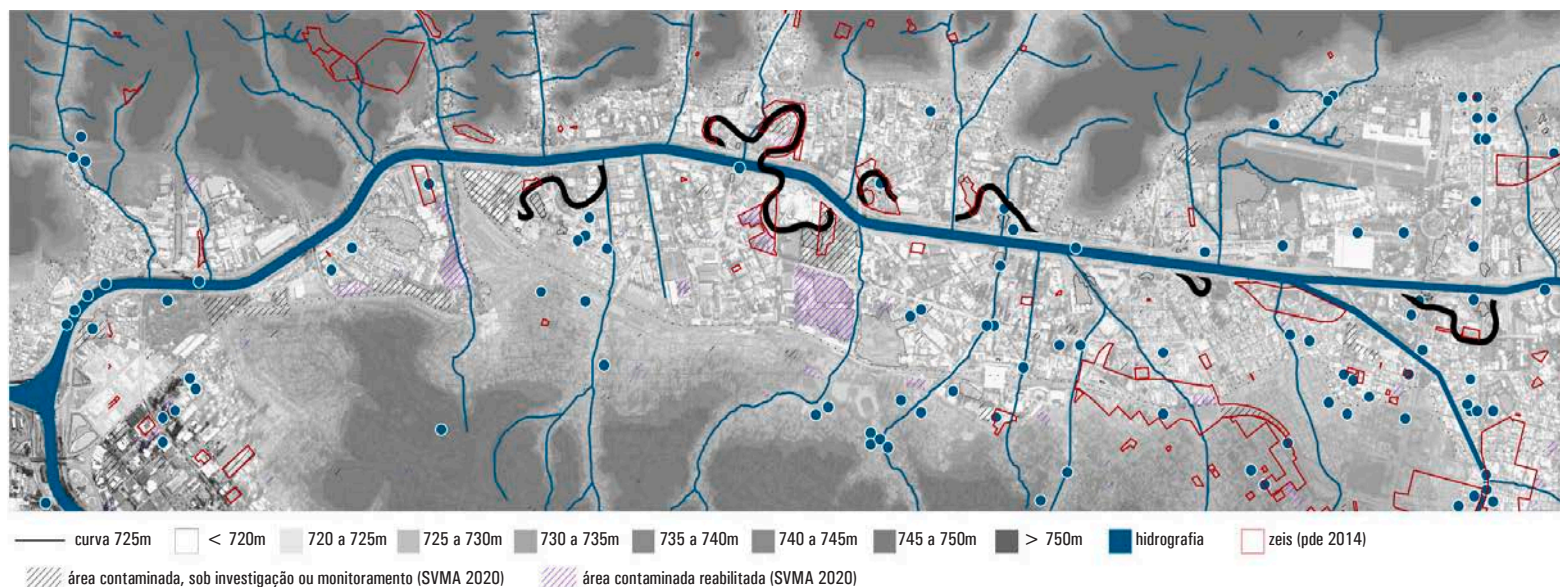 curva 725m < 720m 720 a 725m 725 a 730m 730 a 735m 735 a 740m 740 a 745m 745 a 750m > 750m hidrografia zeis (pde 2014)
área contaminada, sob investigação ou monitoramento (SVMA 2020) área contaminada reabilitada (SVMA 2020)